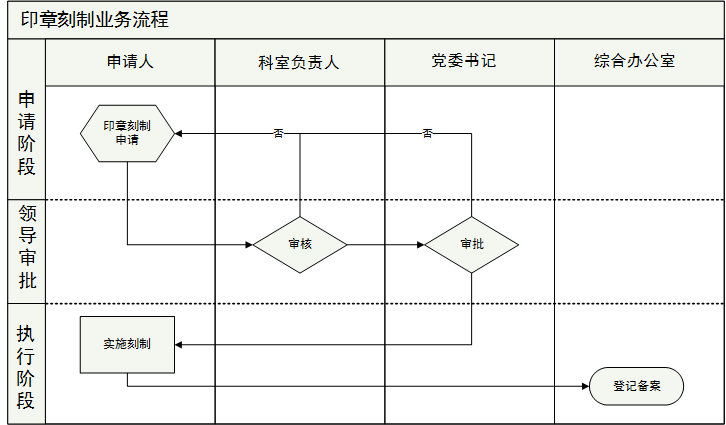 印章刻制业务流程
申请人
科室负责人
党委书记
综合办公室
申请阶段
印章刻制
申请
否
否
领导审批
审核
审批
执行阶段
实施刻制
登记备案